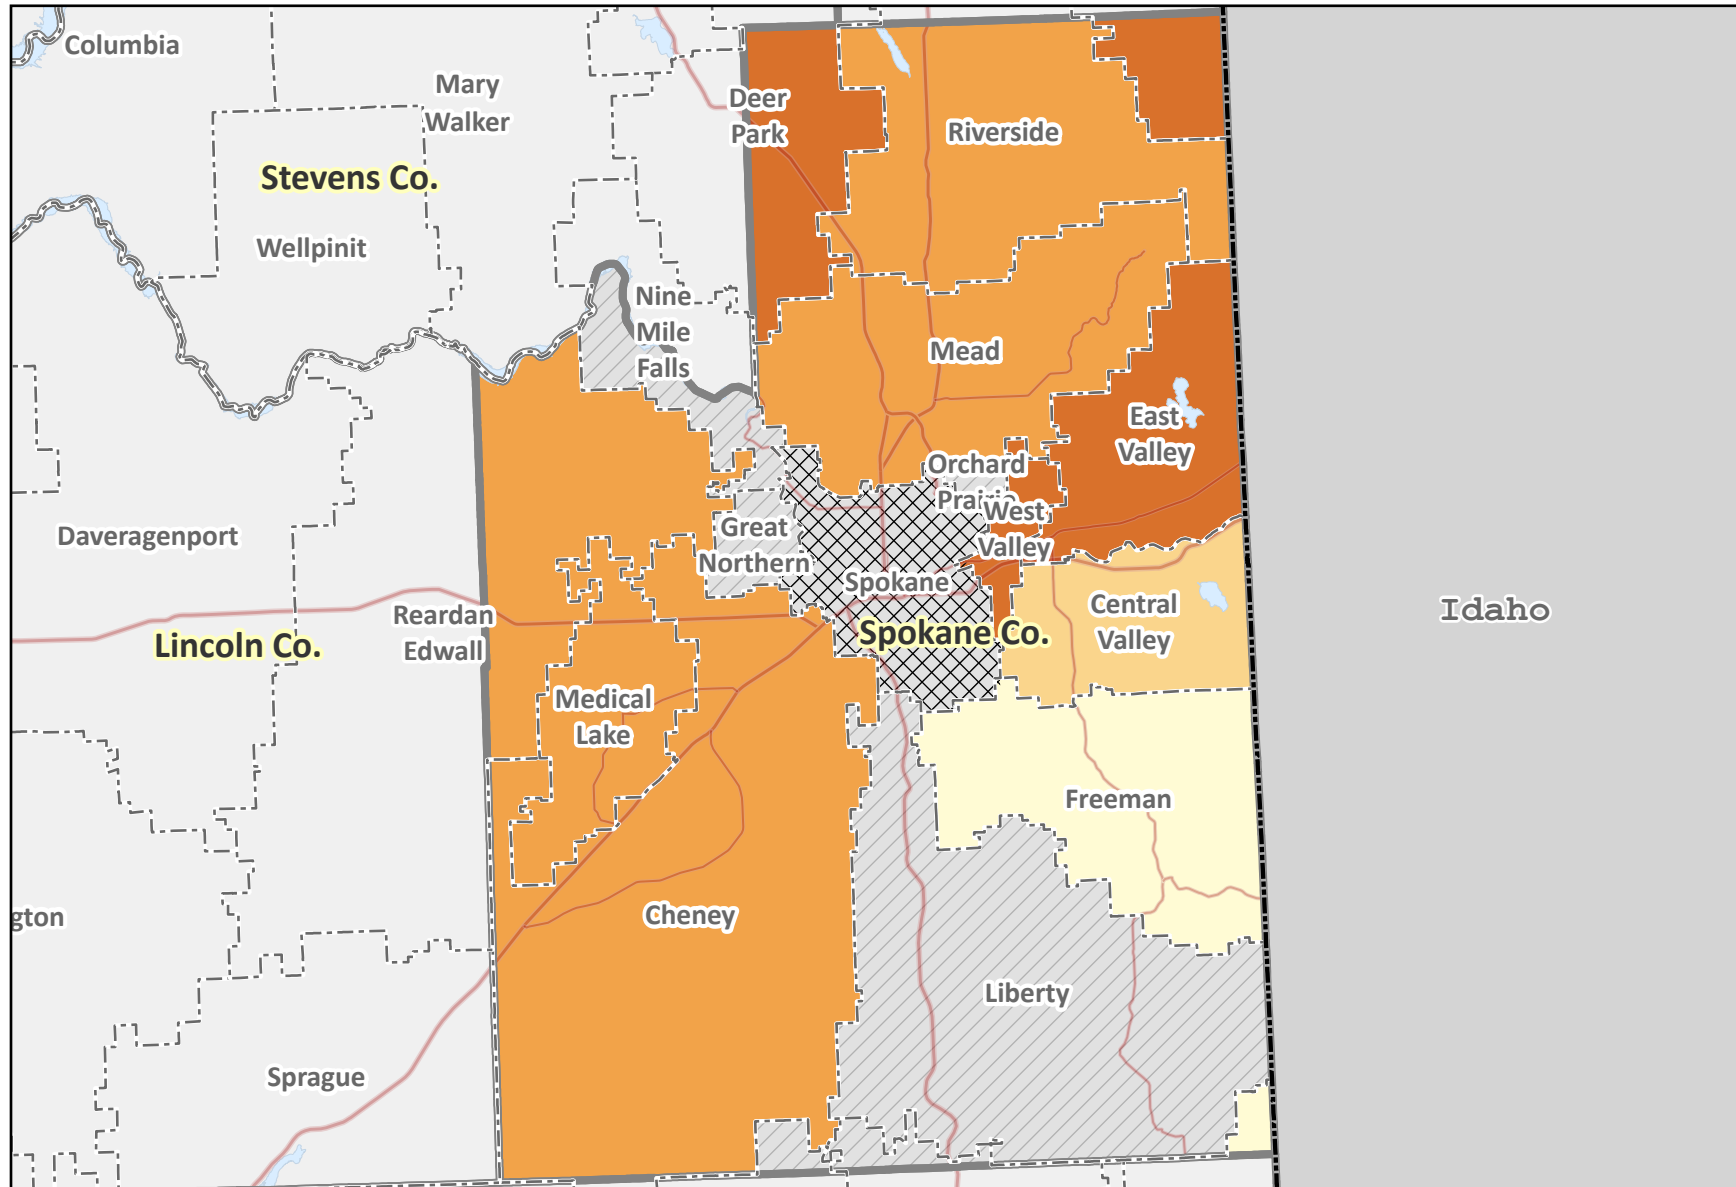 Columbia
Mary
Walker
Deer
Park
Riverside
Stevens Co.
Wellpinit
Nine
Mile
Falls
Mead
East
Valley
Orchard
Prairie
West
Valley
Great
Northern
Daveragenport
Spokane
Central
Valley
Idaho
Reardan
Edwall
Lincoln Co.
Spokane Co.
Medical
Lake
Freeman
Cheney
gton
Liberty
Sprague